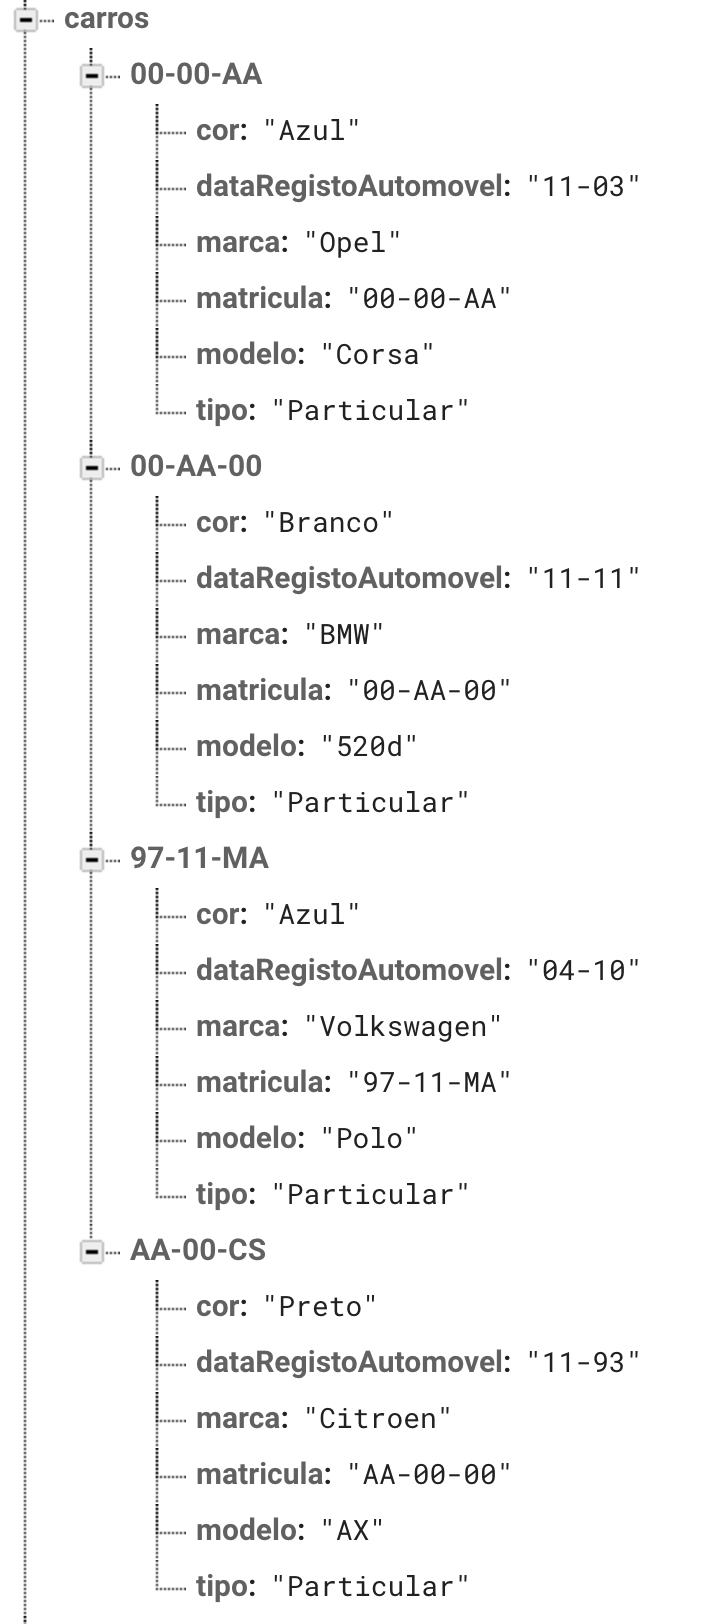 carros
00-00-AA
cor: "Azul"
dataRegistoAutomovel: "11-03"
marca: "Opel"
matricula: "00-00-AA"
modelo: "Corsa"
tipo: "Particular"
00-AA-00
cor: "Branco"
dataRegistoAutomovel: "11-11"
marca: "BMW"
matricula: "00-AA-00"
modelo: "520d"
tipo: "Particular"
97-11-MA
cor: "Azul"
dataRegistoAutomovel: "04-10"
marca: "Volkswagen"
matricula: "97-11-MA"
modelo: "Polo"
tipo: "Particular"
AA-00-CS
cor: "Preto"
dataRegistoAutomovel: "11-93"
marca: "Citroen"
matricula: "AA-00-00"
modelo: "AX"
tipo: "Particular"